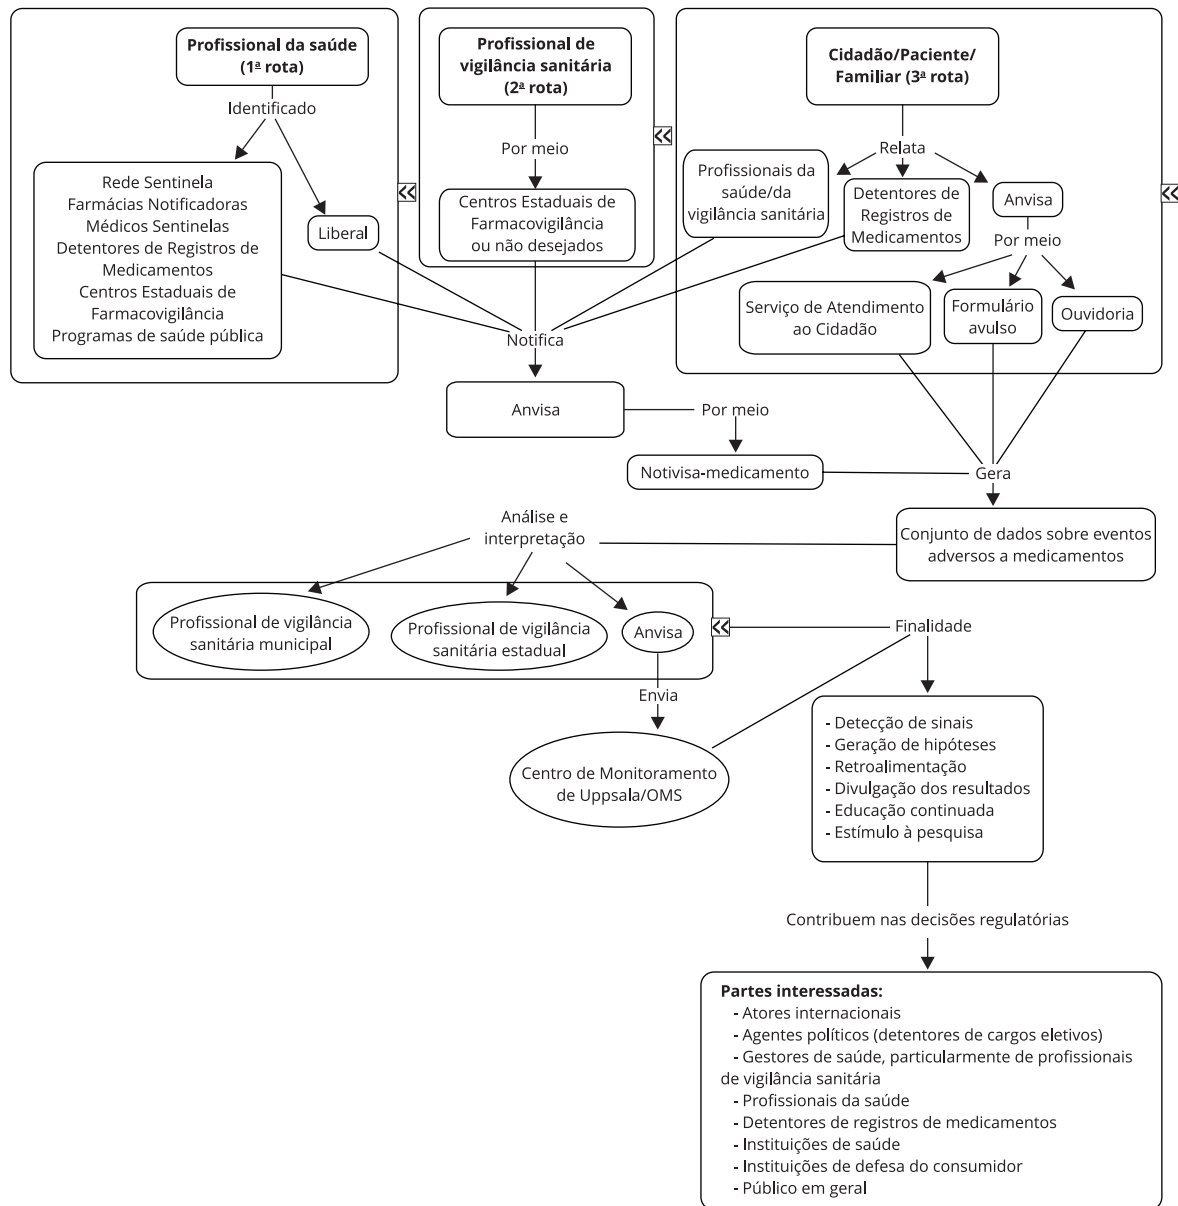 Profissional da saúde
(1ª rota)
Identificado
Rede Sentinela
Farmácias Notificadoras
Médicos Sentinelas
Detentores de Registros de
Medicamentos
Centros Estaduais de
Farmacovigilância
Programas de saúde pública
Liberal
Profissional de
vigilância sanitária
(2ª rota)
Por meio
Centros Estaduais de
Farmacovigilância
ou não desejados
Cidadão/Paciente/
Familiar (3ª rota)
Relata
Profissionais da
saúde/da
vigilância sanitária
Detentores de
Registros de
Medicamentos
Anvisa
Por meio
Serviço de Atendimento
ao Cidadão
Formulário
avulso
Ouvidoria
Notifica
Anvisa
Por meio
Notivisa-medicamento
Gera
Conjunto de dados sobre eventos
adversos a medicamentos
Análise e
interpretação
Profissional de vigilância
sanitária municipal
Profissional de vigilância
sanitária estadual
Anvisa
Finalidade
Envia
Centro de Monitoramento
de Uppsala/OMS
- Detecção de sinais
- Geração de hipóteses
- Retroalimentação
- Divulgação dos resultados
- Educação continuada
- Estímulo à pesquisa
Contribuem nas decisões regulatórias
Partes interessadas:
- Atores internacionais
- Agentes políticos (detentores de cargos eletivos)
- Gestores de saúde, particularmente de profissionais
de vigilância sanitária
- Profissionais da saúde
- Detentores de registros de medicamentos
- Instituições de saúde
- Instituições de defesa do consumidor
- Público em geral